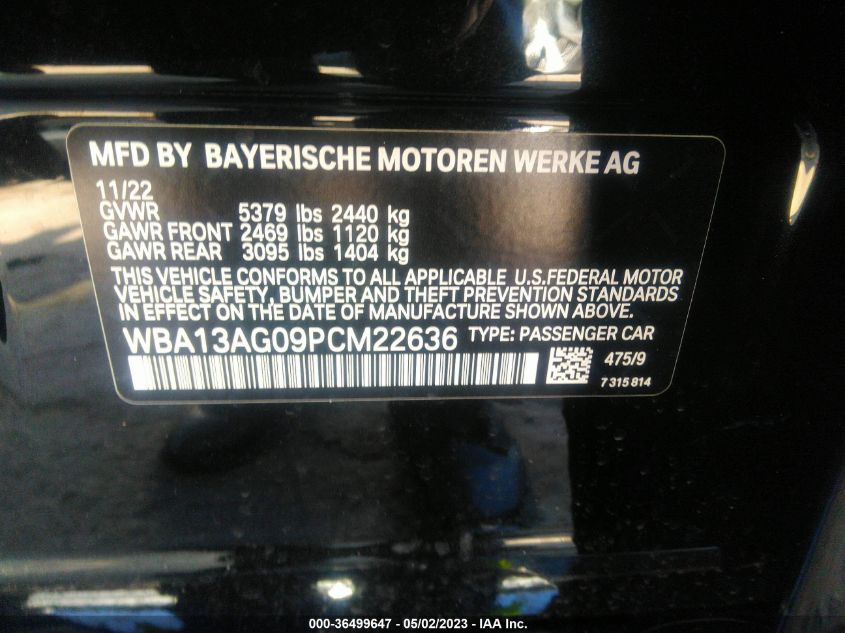 MFD BY BAYERISCHE MOTOREN WERKE AG
11/22
GVWR 5379 lbs 2440 kg
GAWR FRONT 2469 lbs 1120 kg
GAWR REAR 3095 lbs 1404 kg
THIS VEHICLE CONFORMS TO ALL APPLICABLE U.S.FEDERAL MOTOR
VEHICLE SAFETY, BUMPER AND THEFT PREVENTION STANDARDS
IN EFFECT ON THE DATE OF MANUFACTURE SHOWN ABOVE.
WBA13AG09PCM22636 TYPE: PASSENGER CAR
475/9
7 315 814
000-36499647 - 05/02/2023 - IAA Inc.